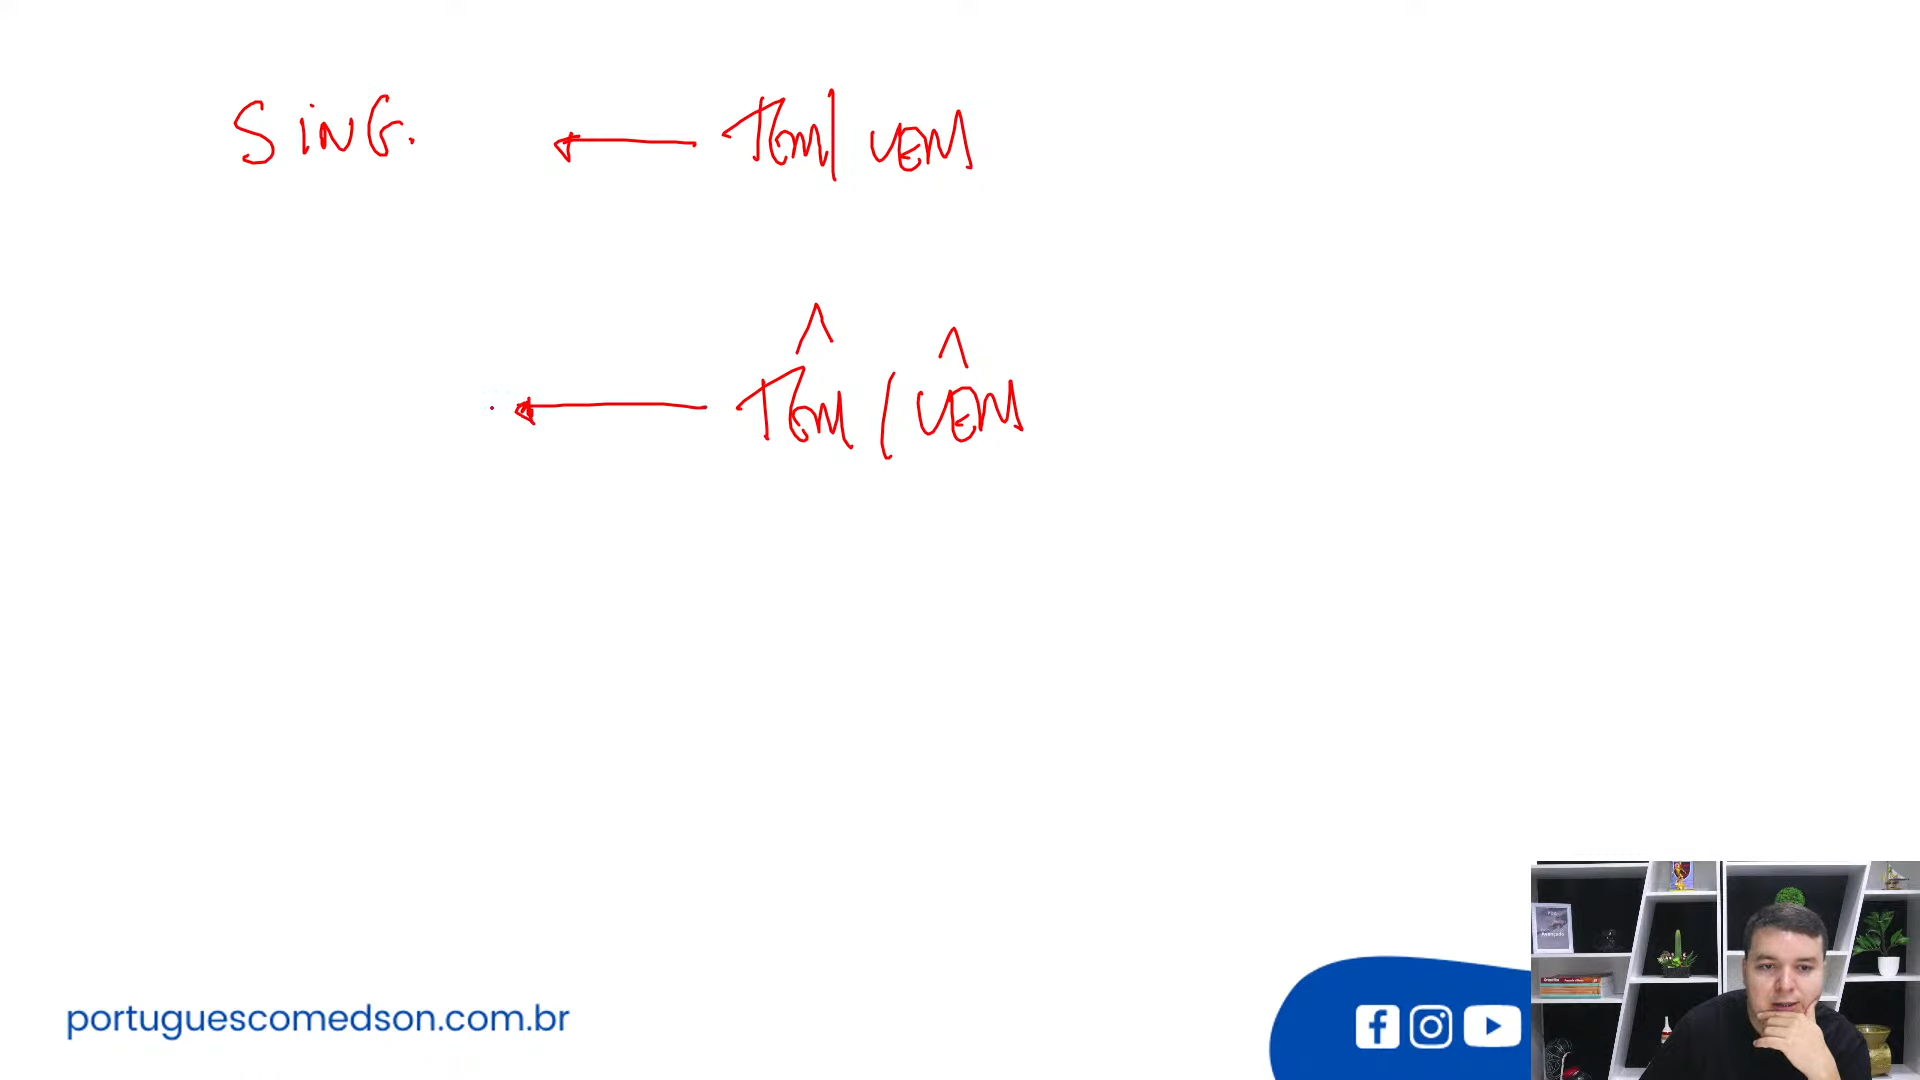 SiNG. ← TEM| VEM
← TÊM / VÊM
portuguescomedson.com.br